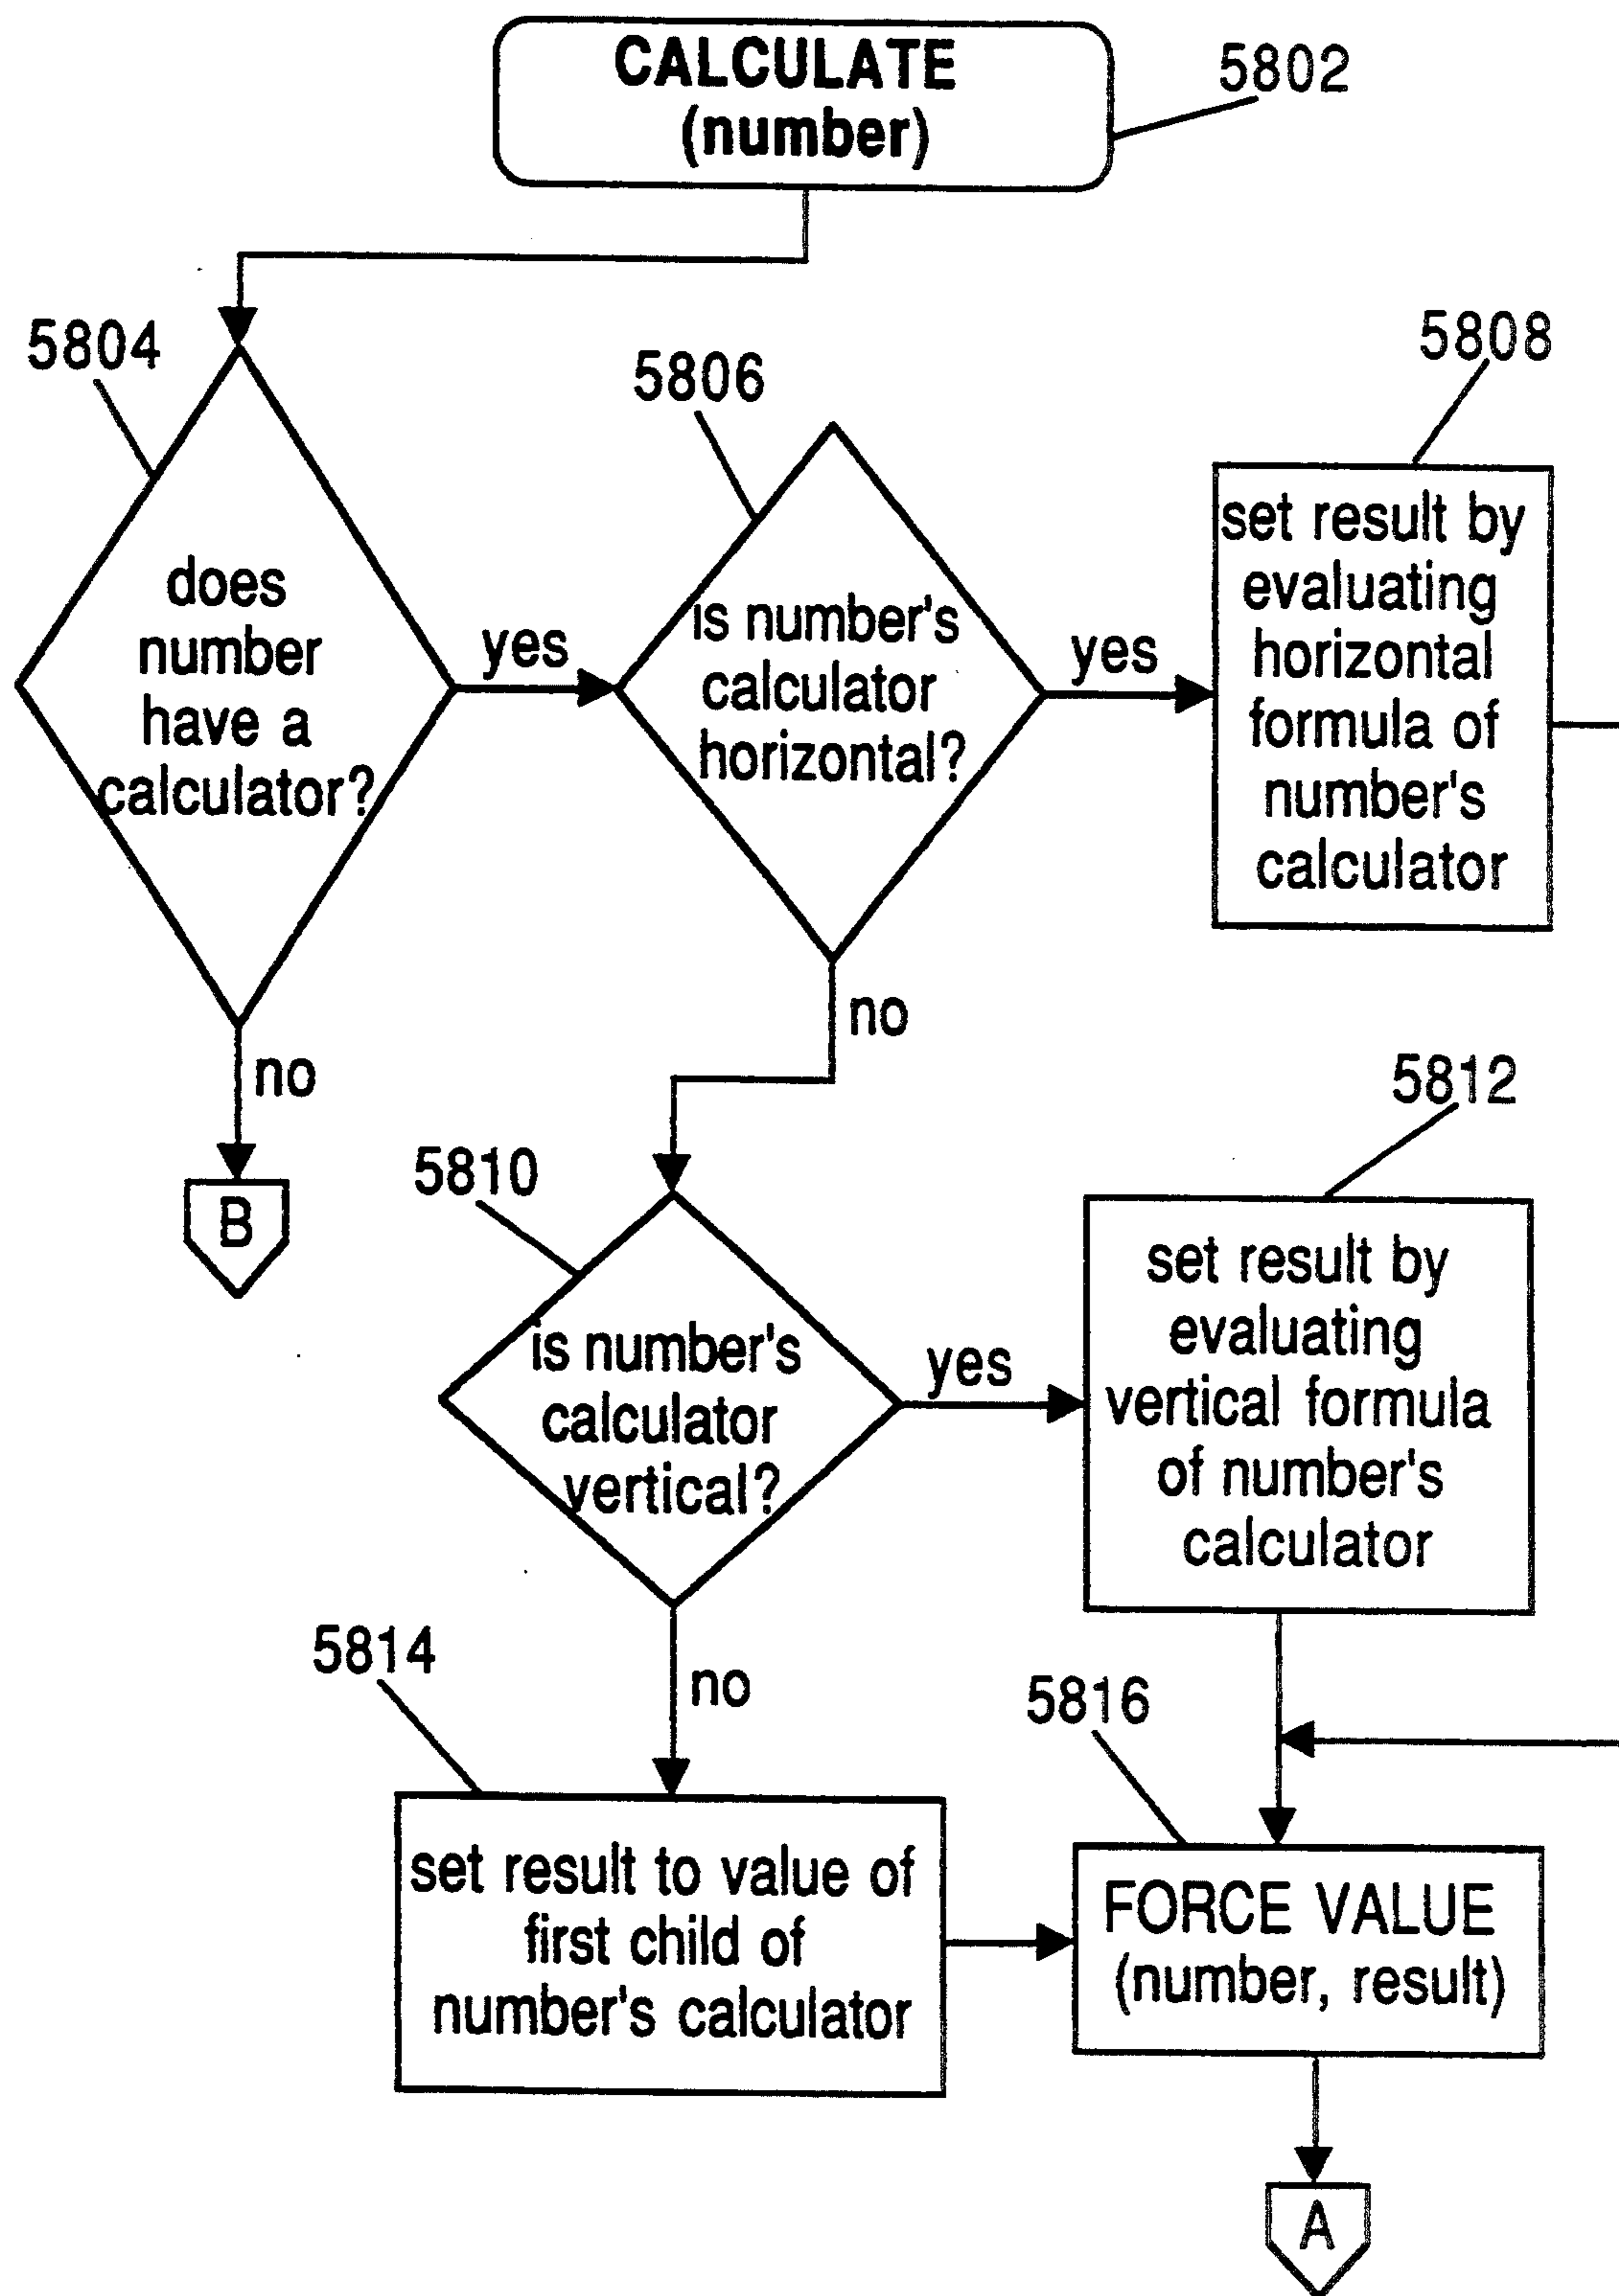 CALCULATE
(number)
5802
5804
does
number
have a
calculator?
yes
no
B
5806
is number's
calculator
horizontal?
yes
no
5808
set result by
evaluating
horizontal
formula of
number's
calculator
5810
is number's
calculator
vertical?
yes
no
5812
set result by
evaluating
vertical formula
of number's
calculator
5814
set result to value of
first child of
number's calculator
5816
FORCE VALUE
(number, result)
A